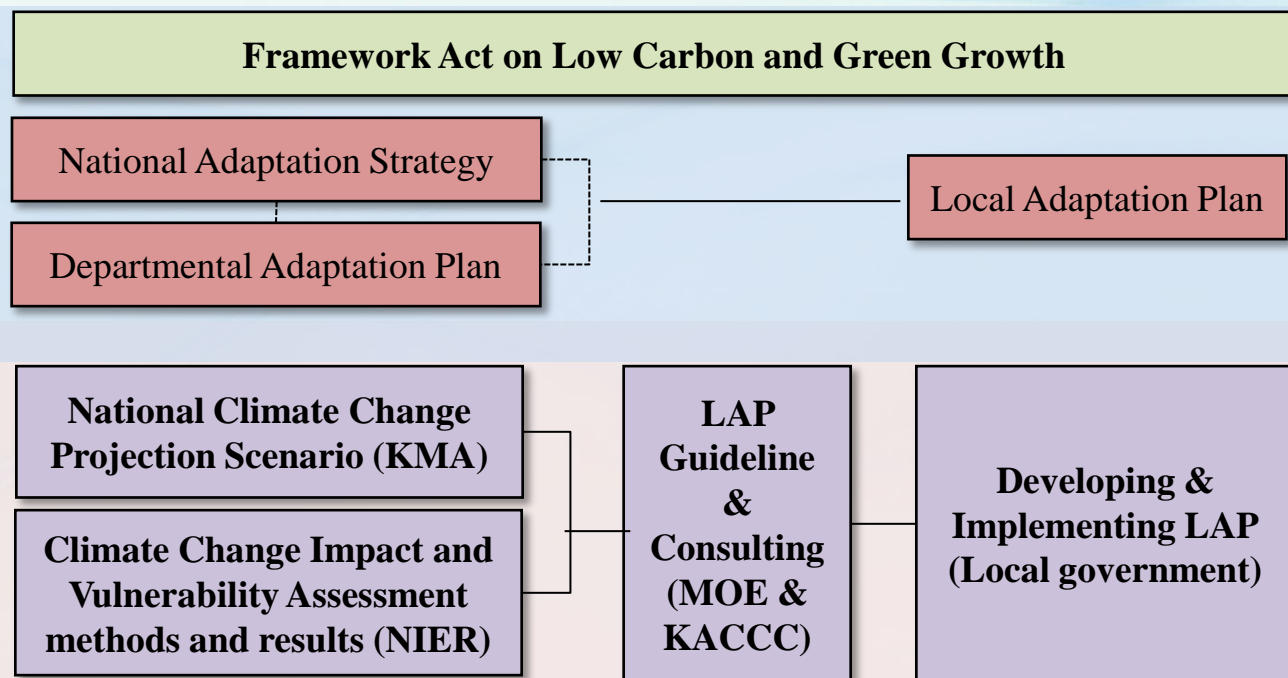 Framework Act on Low Carbon and Green Growth
National Adaptation Strategy
Departmental Adaptation Plan
Local Adaptation Plan
National Climate Change
Projection Scenario (KMA)
Climate Change Impact and
Vulnerability Assessment
methods and results (NIER)
LAP
Guideline
&
Consulting
(MOE &
KACCC)
Developing &
Implementing LAP
(Local government)